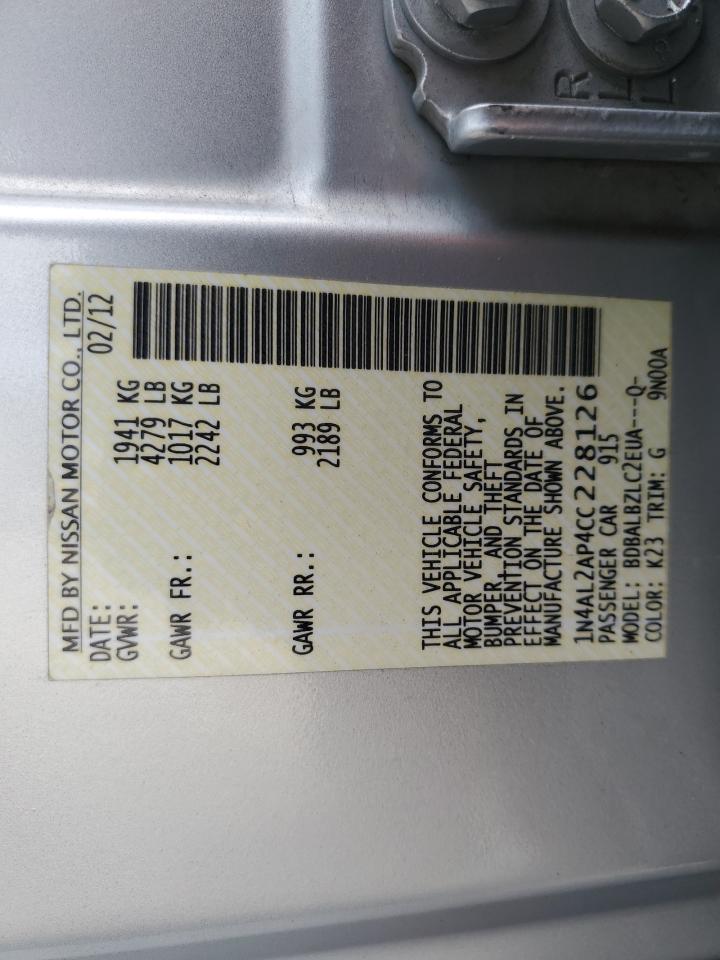 MFD BY NISSAN MOTOR CO., LTD.
DATE: 02/12
GVWR: 1941 KG
4279 LB
GAWR FR.: 1017 KG
2242 LB
GAWR RR.: 993 KG
2189 LB
THIS VEHICLE CONFORMS TO
ALL APPLICABLE FEDERAL
MOTOR VEHICLE SAFETY,
BUMPER, AND THEFT
PREVENTION STANDARDS IN
EFFECT ON THE DATE OF
MANUFACTURE SHOWN ABOVE.
1N4AL2AP4CC228126
PASSENGER CAR 915
MODEL: BDBALBZLC2EUA---Q-
COLOR: K23 TRIM: G 9N00A
R L